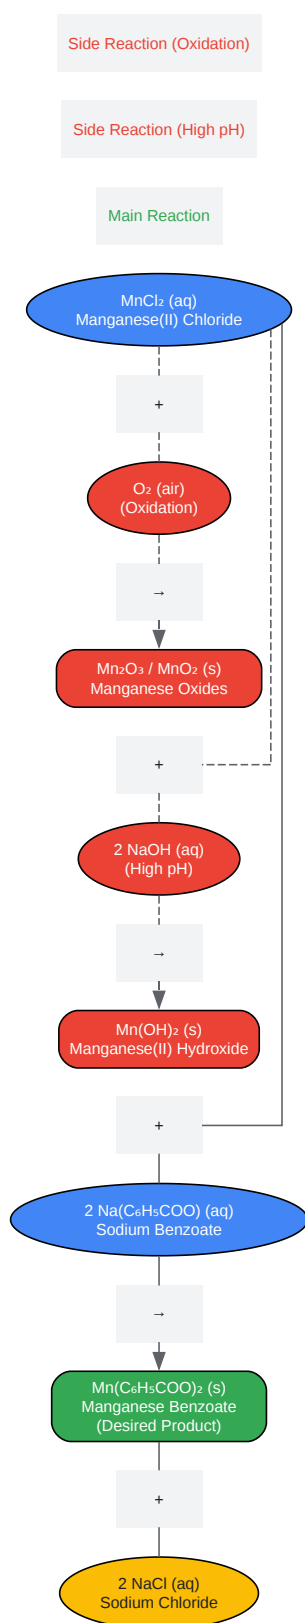 Side Reaction (Oxidation)
Side Reaction (High pH)
Main Reaction
MnCl₂ (aq)
Manganese(II) Chloride
+
O₂ (air)
(Oxidation)
→
Mn₂O₃ / MnO₂ (s)
Manganese Oxides
+
2 NaOH (aq)
(High pH)
→
Mn(OH)₂ (s)
Manganese(II) Hydroxide
+
2 Na(C₆H₅COO) (aq)
Sodium Benzoate
→
Mn(C₆H₅COO)₂ (s)
Manganese Benzoate
(Desired Product)
+
2 NaCl (aq)
Sodium Chloride